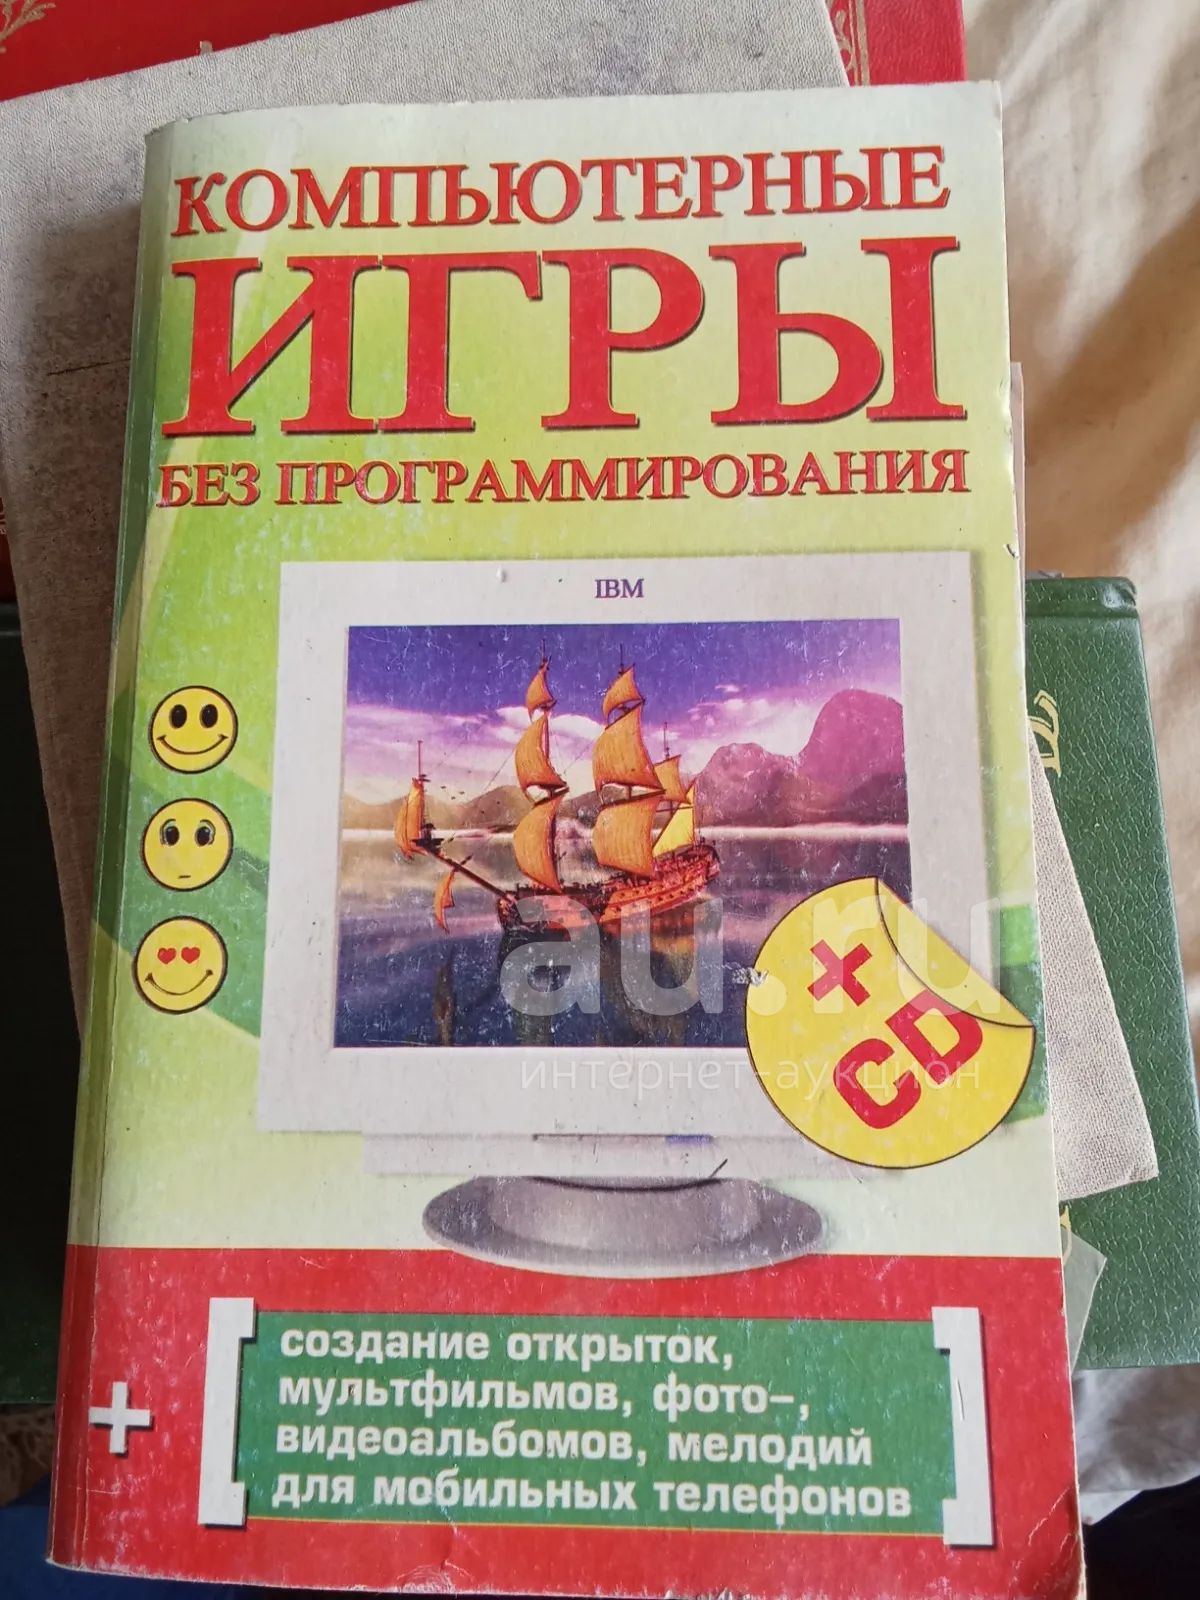 КОМПЬЮТЕРНЫЕ
ИГРЫ
БЕЗ ПРОГРАММИРОВАНИЯ
IBM
+
CD
au.ru
интернет-аукцион
+
создание открыток,
мультфильмов, фото–,
видеоальбомов, мелодий
для мобильных телефонов